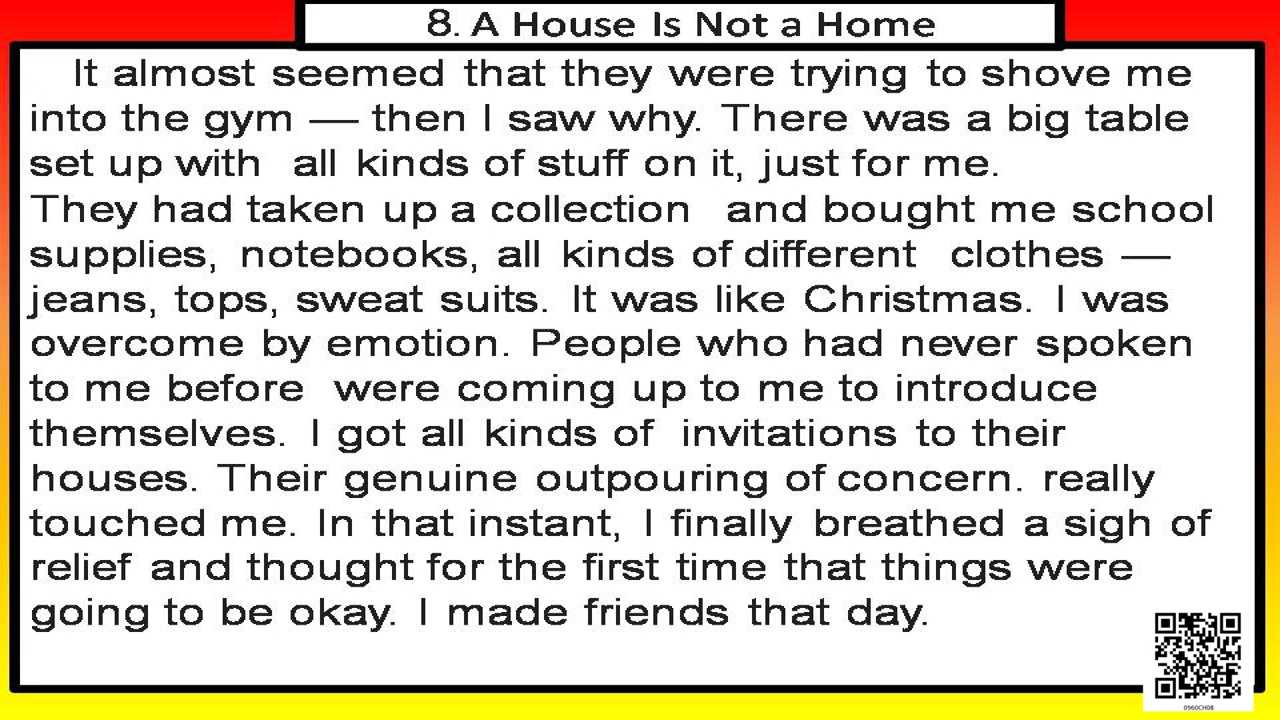 8. A House Is Not a Home
It almost seemed that they were trying to shove me
into the gym — then I saw why. There was a big table
set up with all kinds of stuff on it, just for me.
They had taken up a collection and bought me school
supplies, notebooks, all kinds of different clothes —
jeans, tops, sweat suits. It was like Christmas. I was
overcome by emotion. People who had never spoken
to me before were coming up to me to introduce
themselves. I got all kinds of invitations to their
houses. Their genuine outpouring of concern. really
touched me. In that instant, I finally breathed a sigh of
relief and thought for the first time that things were
going to be okay. I made friends that day.
0960CH08